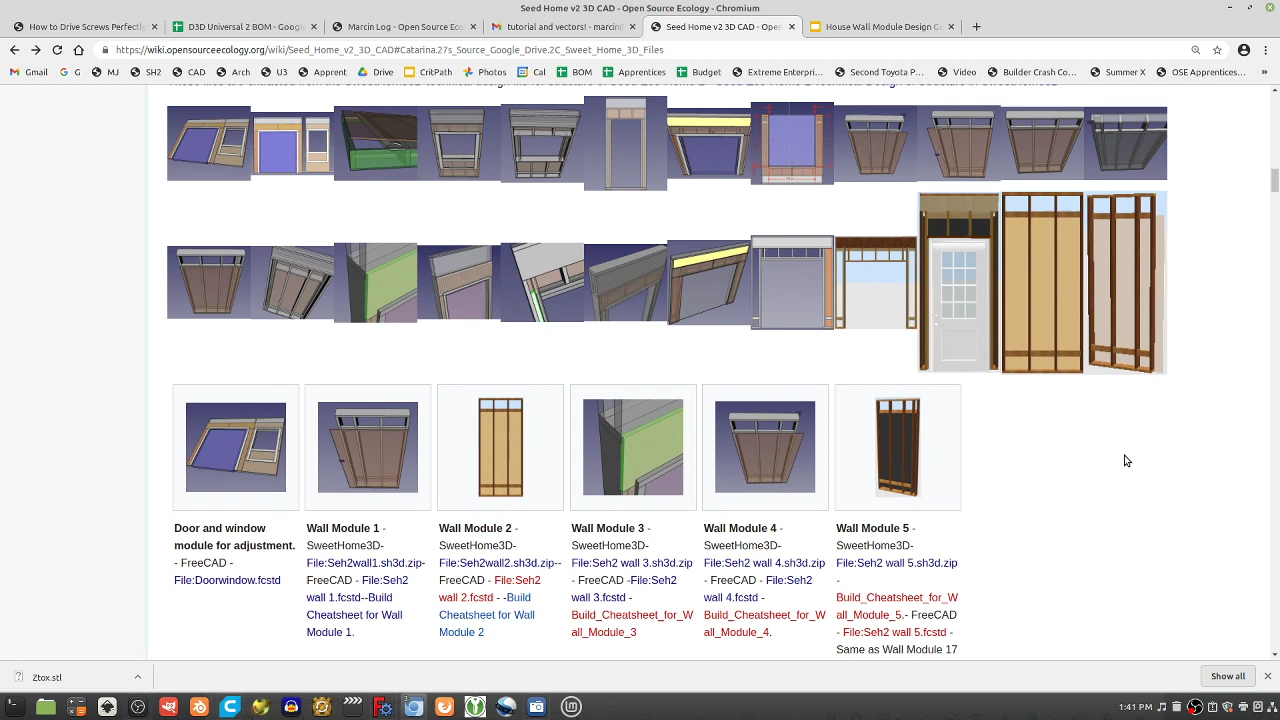 Seed Home v2 3D CAD - Open Source Ecology - Chromium
How to Drive Screws Perfectly
D3D Universal 2 BOM - Google
Marcin Log - Open Source Eco
tutorial and vectors! - marcin
Seed Home v2 3D CAD - Open
House Wall Module Design G
https://wiki.opensourceecology.org/wiki/Seed_Home_v2_3D_CAD#Catarina.27s_Source_Google_Drive.2C_Sweet_Home_3D_Files
Gmail G MJ SH2 CAD Arch U3 Apprent Drive CritPath Photos Cal BOM Apprentices Budget Extreme Enterpri... Second Toyota P... Video Builder Crash Co... Summer X OSE Apprentices... »
Door and window
module for adjustment.
- FreeCAD -
File:Doorwindow.fcstd
Wall Module 1 -
SweetHome3D-
File:Seh2wall1.sh3d.zip-
FreeCAD - File:Seh2
wall 1.fcstd--Build
Cheatsheet for Wall
Module 1.
Wall Module 2 -
SweetHome3D-
File:Seh2wall2.sh3d.zip--
FreeCAD - File:Seh2
wall 2.fcstd - -Build
Cheatsheet for Wall
Module 2
Wall Module 3 -
SweetHome3D-
File:Seh2 wall 3.sh3d.zip
- FreeCAD -File:Seh2
wall 3.fcstd -
Build_Cheatsheet_for_W
all_Module_3
Wall Module 4 -
SweetHome3D-
File:Seh2 wall 4.sh3d.zip
- FreeCAD - File:Seh2
wall 4.fcstd -
Build_Cheatsheet_for_W
all_Module_4.
Wall Module 5 -
SweetHome3D-
File:Seh2 wall 5.sh3d.zip
-
Build_Cheatsheet_for_W
all_Module_5.- FreeCAD
- File:Seh2 wall 5.fcstd -
Same as Wall Module 17
2tox.stl
Show all
1:41 PM